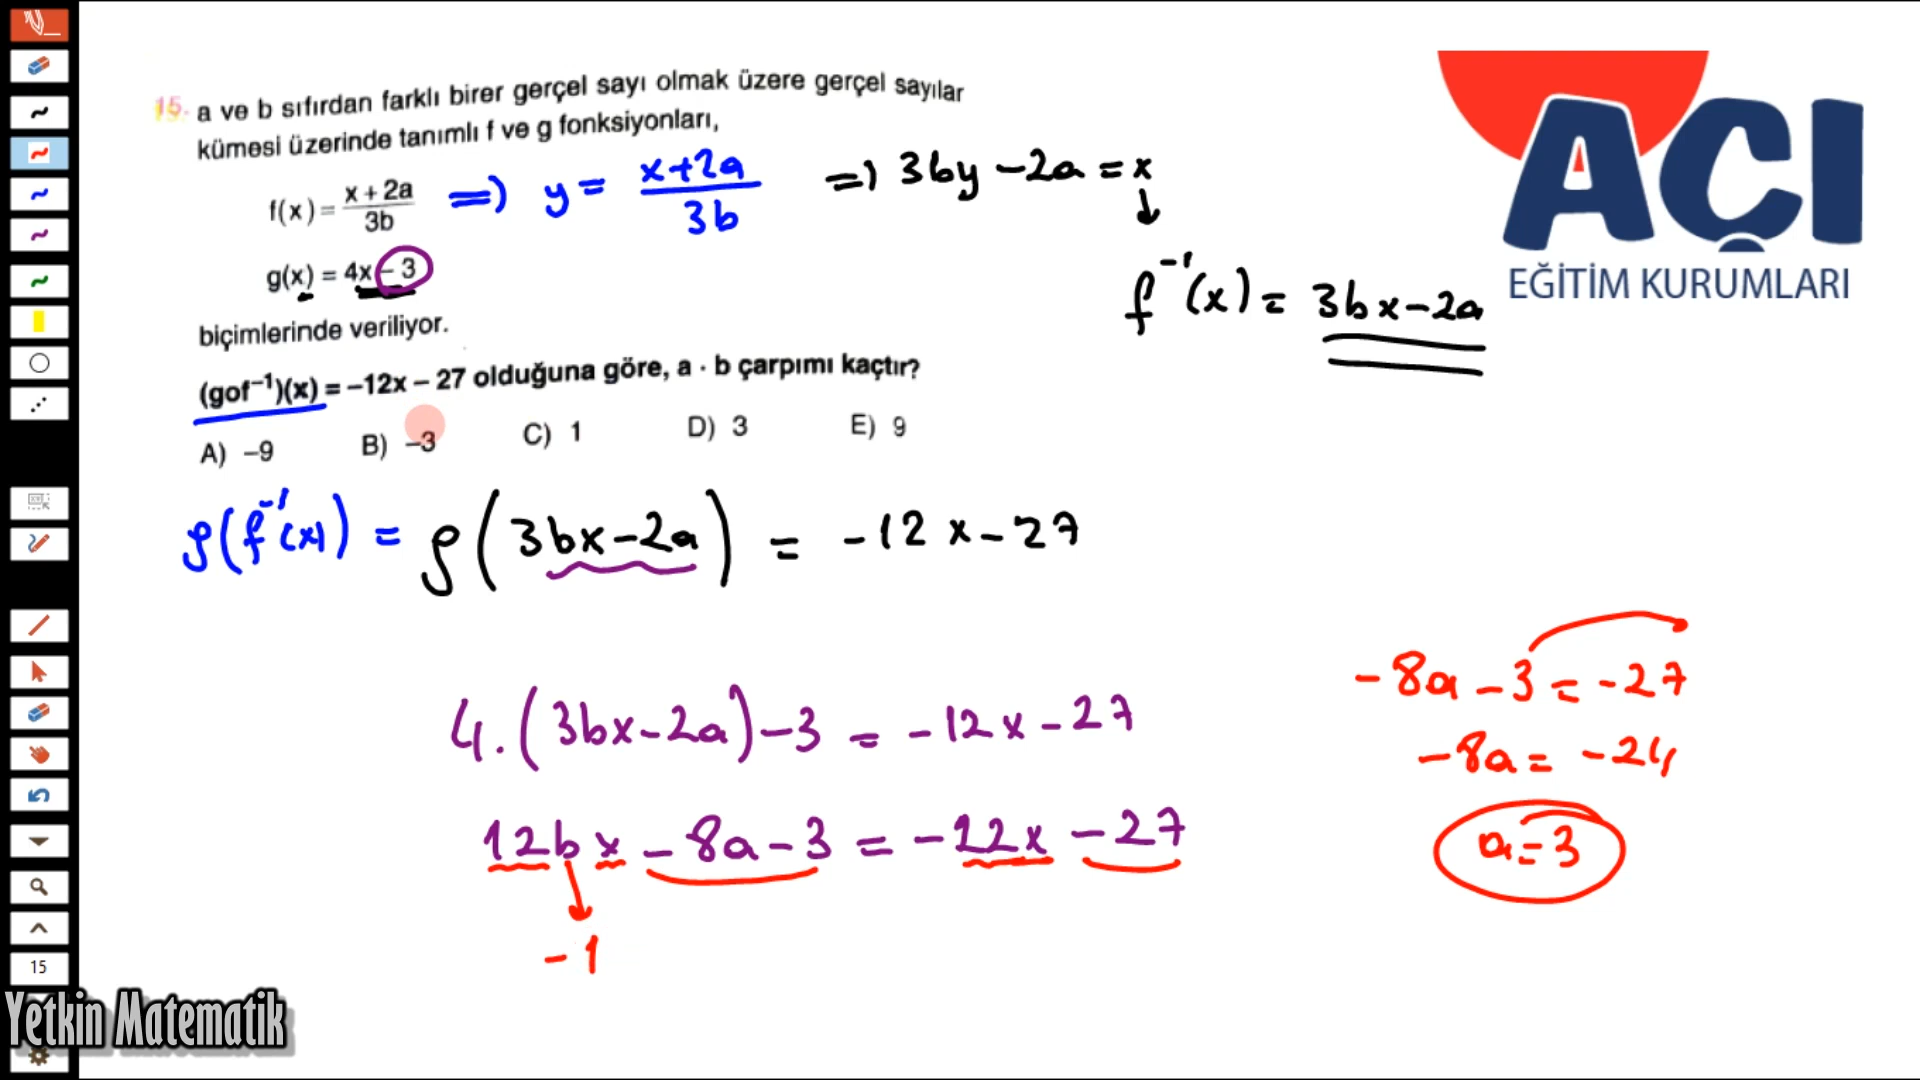 15. a ve b sıfırdan farklı birer gerçel sayı olmak üzere gerçel sayılar
kümesi üzerinde tanımlı f ve g fonksiyonları,
f(x) = (x + 2a)/(3b) => y = (x+2a)/(3b) => 3by - 2a = x
g(x) = 4x - 3
f⁻¹(x) = 3bx - 2a
biçimlerinde veriliyor.
(gof⁻¹)(x) = -12x - 27 olduğuna göre, a · b çarpımı kaçtır?
A) -9 B) -3 C) 1 D) 3 E) 9
g(f⁻¹(x)) = g(3bx - 2a) = -12x - 27
4.(3bx - 2a) - 3 = -12x - 27
12bx - 8a - 3 = -12x - 27
-1
-8a - 3 = -27
-8a = -24
a = 3
AÇI
EĞİTİM KURUMLARI
15
Yetkin Matematik